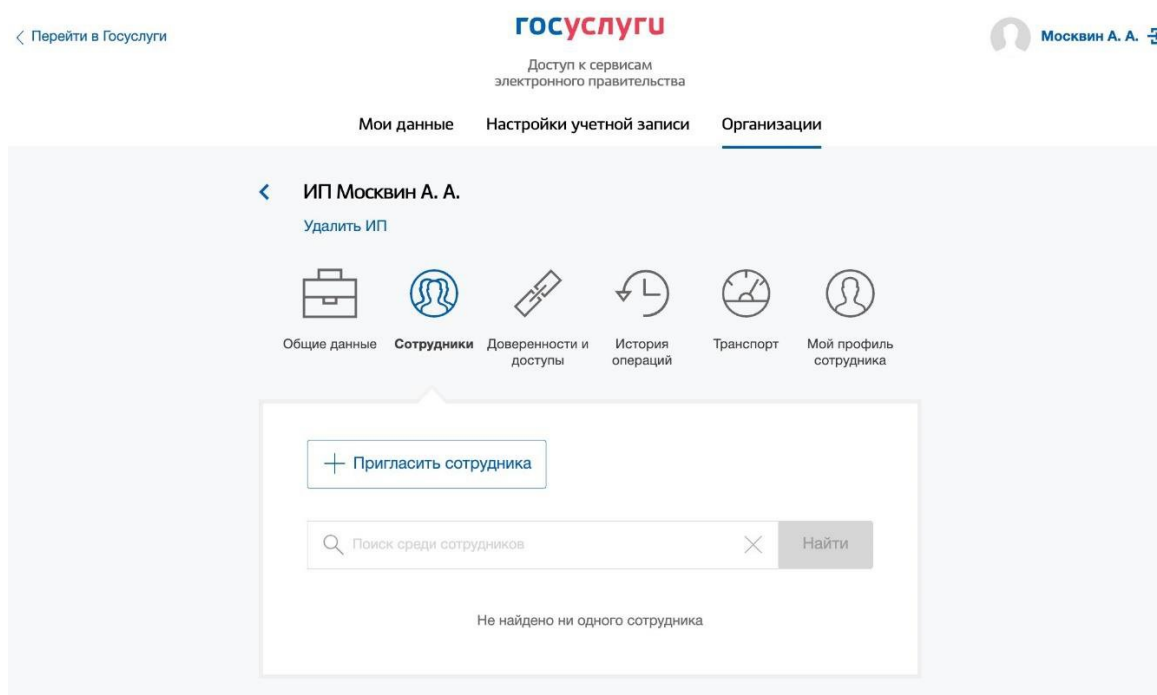 Перейти в Госуслуги
госуслуги
Москвин А. А.
Доступ к сервисам
электронного правительства
Мои данные Настройки учетной записи Организации
ИП Москвин А. А.
Удалить ИП
Общие данные Сотрудники Доверенности и доступы История операций Транспорт Мой профиль сотрудника
Пригласить сотрудника
Поиск среди сотрудников Найти
Не найдено ни одного сотрудника